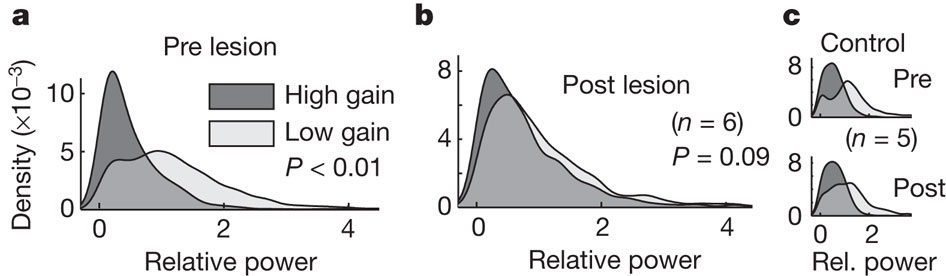 a
Pre lesion
Density (×10⁻³)
10
5
0
High gain
Low gain
P < 0.01
0 2 4
Relative power
b
Post lesion
8
4
0
(n = 6)
P = 0.09
0 2 4
Relative power
c
Control
8
0
Pre
(n = 5)
8
0
Post
0 2
Rel. power